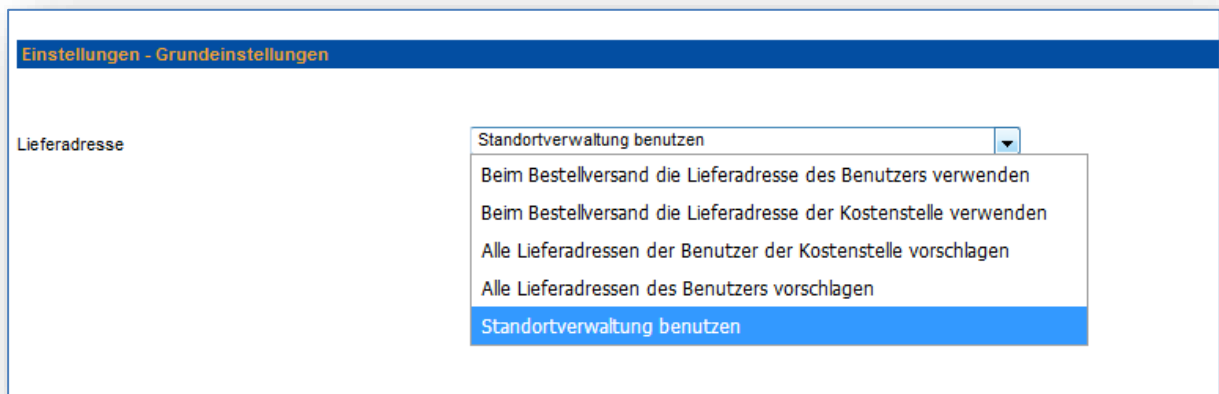 Einstellungen - Grundeinstellungen
Lieferadresse
Standortverwaltung benutzen
Beim Bestellversand die Lieferadresse des Benutzers verwenden
Beim Bestellversand die Lieferadresse der Kostenstelle verwenden
Alle Lieferadressen der Benutzer der Kostenstelle vorschlagen
Alle Lieferadressen des Benutzers vorschlagen
Standortverwaltung benutzen